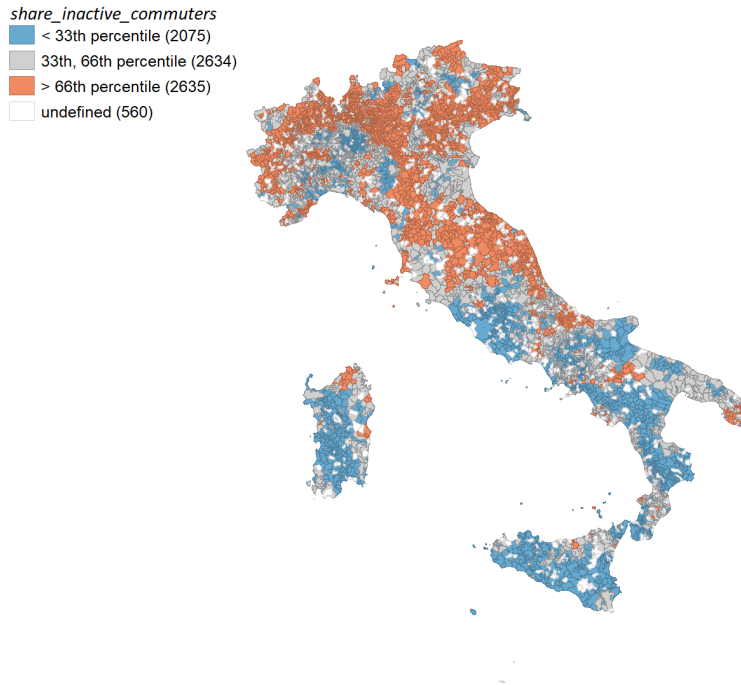 share_inactive_commuters
< 33th percentile (2075)
33th, 66th percentile (2634)
> 66th percentile (2635)
undefined (560)